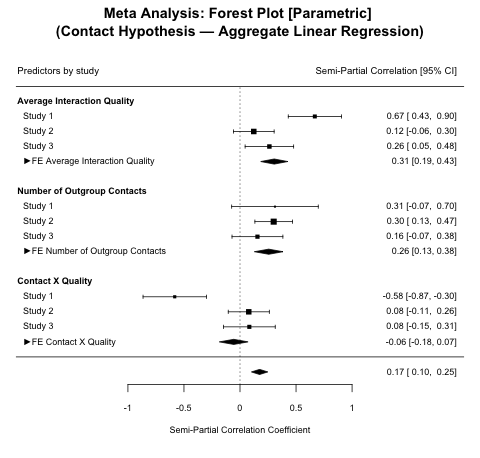 Meta Analysis: Forest Plot [Parametric]
(Contact Hypothesis — Aggregate Linear Regression)
Predictors by study Semi-Partial Correlation [95% CI]
Average Interaction Quality
Study 1 0.67 [ 0.43, 0.90]
Study 2 0.12 [-0.06, 0.30]
Study 3 0.26 [ 0.05, 0.48]
►FE Average Interaction Quality 0.31 [0.19, 0.43]
Number of Outgroup Contacts
Study 1 0.31 [-0.07, 0.70]
Study 2 0.30 [ 0.13, 0.47]
Study 3 0.16 [-0.07, 0.38]
►FE Number of Outgroup Contacts 0.26 [0.13, 0.38]
Contact X Quality
Study 1 -0.58 [-0.87, -0.30]
Study 2 0.08 [-0.11, 0.26]
Study 3 0.08 [-0.15, 0.31]
►FE Contact X Quality -0.06 [-0.18, 0.07]
0.17 [ 0.10, 0.25]
-1 -0.5 0 0.5 1
Semi-Partial Correlation Coefficient